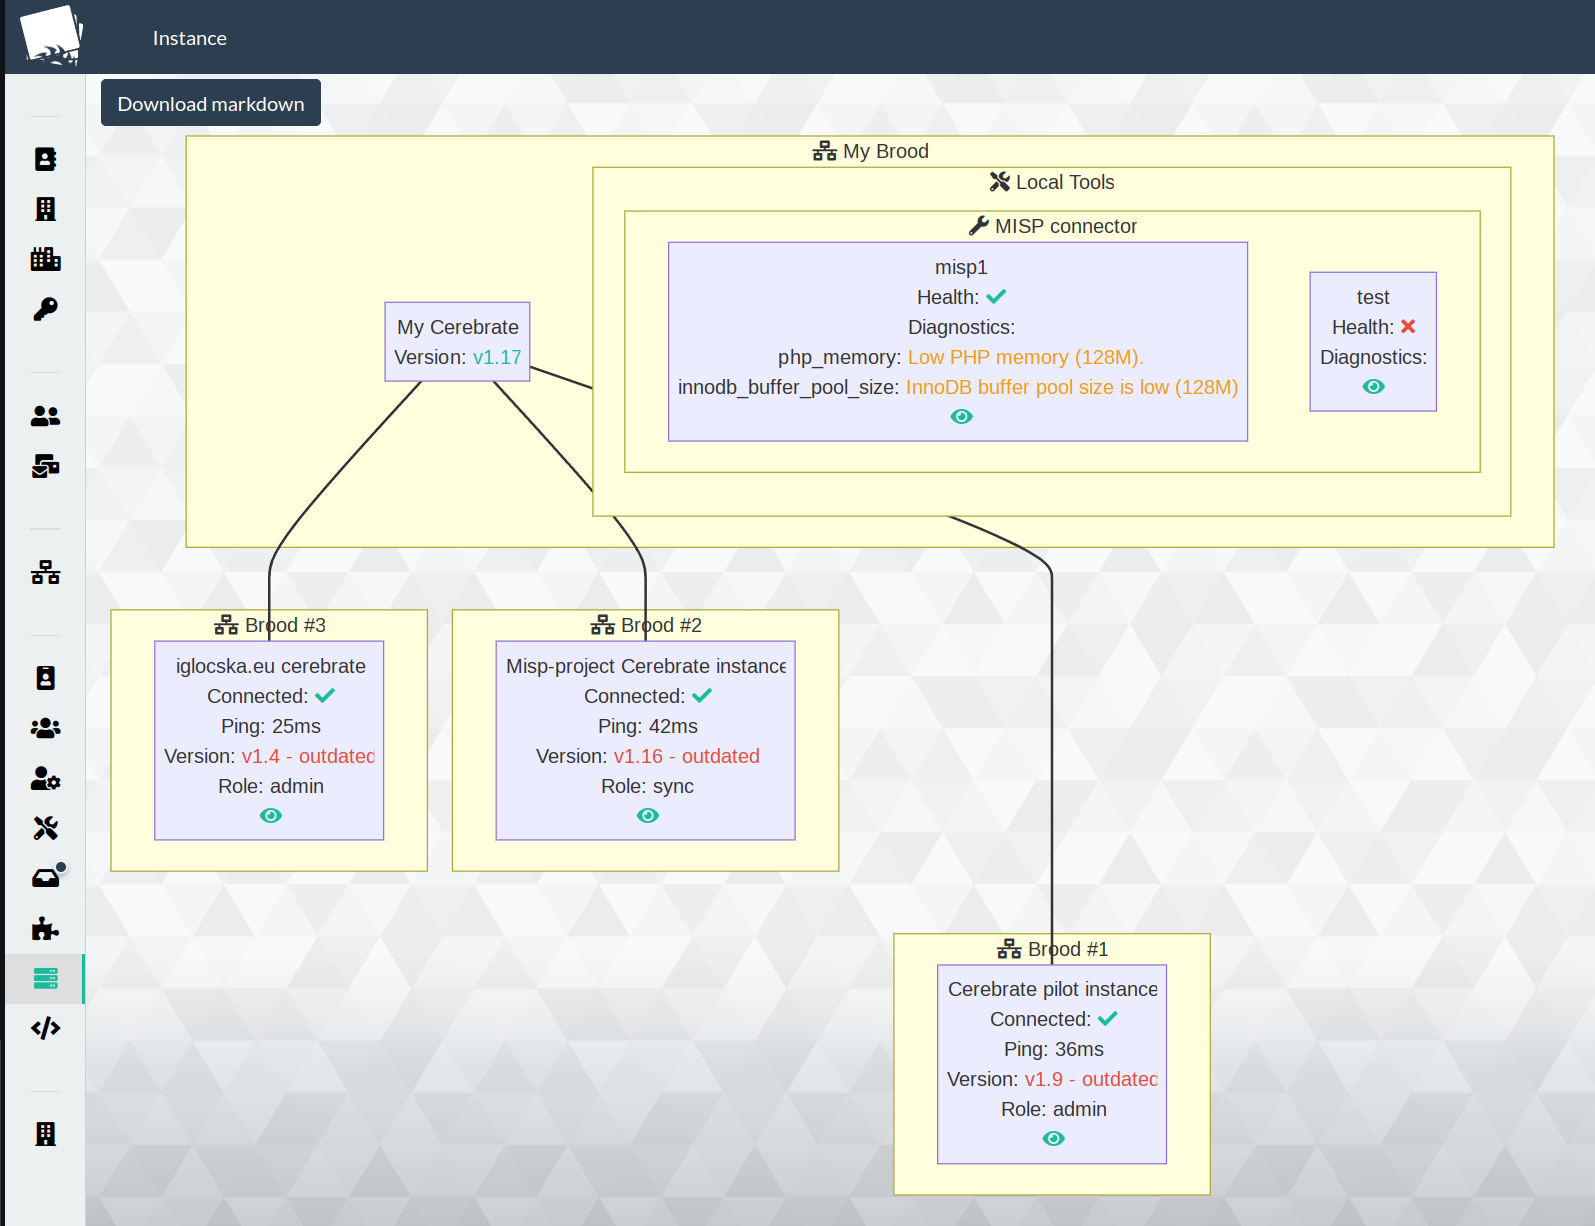 Instance
Download markdown
My Brood
Local Tools
MISP connector
misp1
Health:
Diagnostics:
php_memory: Low PHP memory (128M).
innodb_buffer_pool_size: InnoDB buffer pool size is low (128M)
test
Health:
Diagnostics:
My Cerebrate
Version: v1.17
Brood #3
iglocska.eu cerebrate
Connected:
Ping: 25ms
Version: v1.4 - outdated
Role: admin
Brood #2
Misp-project Cerebrate instance
Connected:
Ping: 42ms
Version: v1.16 - outdated
Role: sync
Brood #1
Cerebrate pilot instance
Connected:
Ping: 36ms
Version: v1.9 - outdated
Role: admin